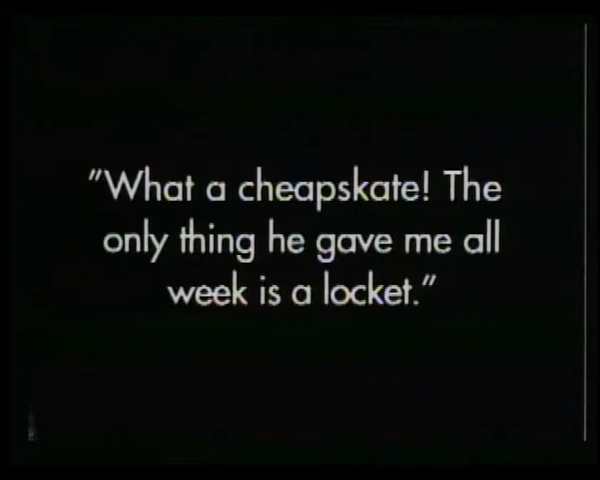 "What a cheapskate! The
only thing he gave me all
week is a locket."